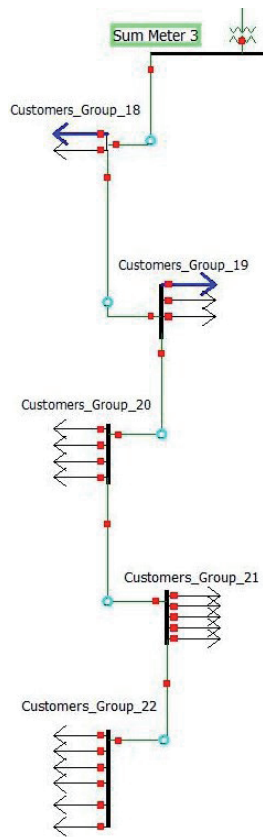 Sum Meter 3
Customers_Group_18
Customers_Group_19
Customers_Group_20
Customers_Group_21
Customers_Group_22